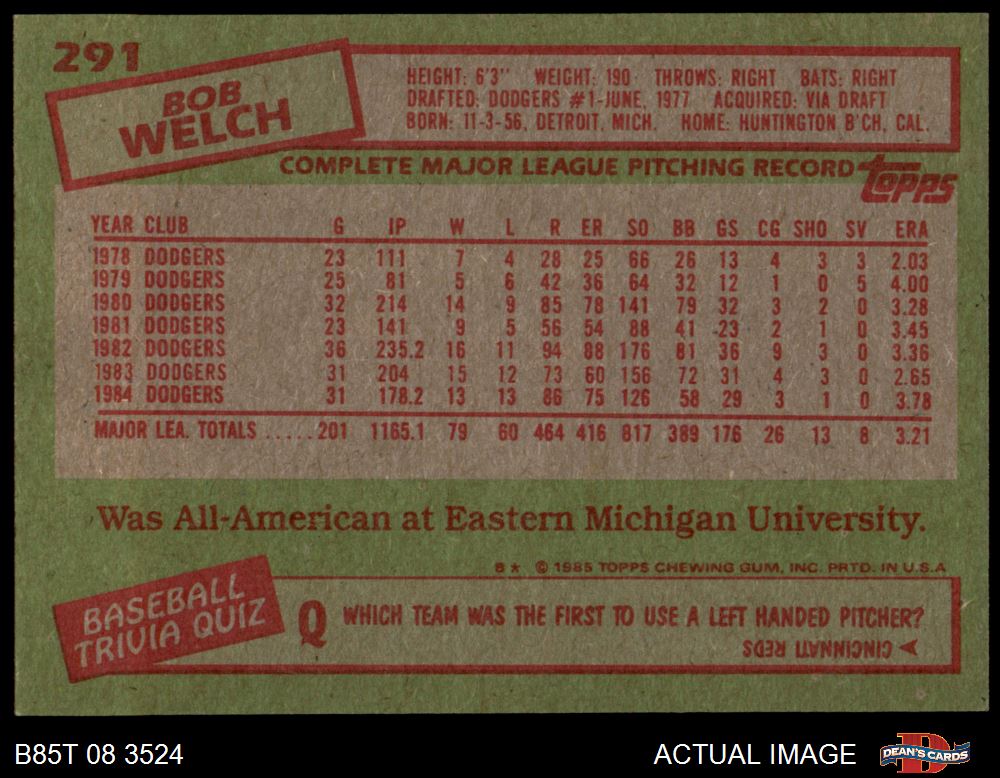 291
BOB
WELCH
HEIGHT: 6'3" WEIGHT: 190 THROWS: RIGHT BATS: RIGHT
DRAFTED: DODGERS #1-JUNE, 1977 ACQUIRED: VIA DRAFT
BORN: 11-3-56, DETROIT, MICH. HOME: HUNTINGTON B'CH, CAL.
COMPLETE MAJOR LEAGUE PITCHING RECORD topps
YEAR CLUB G IP W L R ER SO BB GS CG SHO SV ERA
1978 DODGERS 23 111 7 4 28 25 66 26 13 4 3 3 2.03
1979 DODGERS 25 81 5 6 42 36 64 32 12 1 0 5 4.00
1980 DODGERS 32 214 14 9 85 78 141 79 32 3 2 0 3.28
1981 DODGERS 23 141 9 5 56 54 88 41 23 2 1 0 3.45
1982 DODGERS 36 235.2 16 11 94 88 176 81 36 9 3 0 3.36
1983 DODGERS 31 204 15 12 73 60 156 72 31 4 3 0 2.65
1984 DODGERS 31 178.2 13 13 86 75 126 58 29 3 1 0 3.78
MAJOR LEA. TOTALS .....201 1165.1 79 60 464 416 817 389 176 26 13 8 3.21
Was All-American at Eastern Michigan University.
B* © 1985 TOPPS CHEWING GUM, INC. PRTD. IN U.S.A
BASEBALL
TRIVIA QUIZ
Q WHICH TEAM WAS THE FIRST TO USE A LEFT HANDED PITCHER?
CINCINNATI REDS
B85T 08 3524 ACTUAL IMAGE DEAN'S CARDS